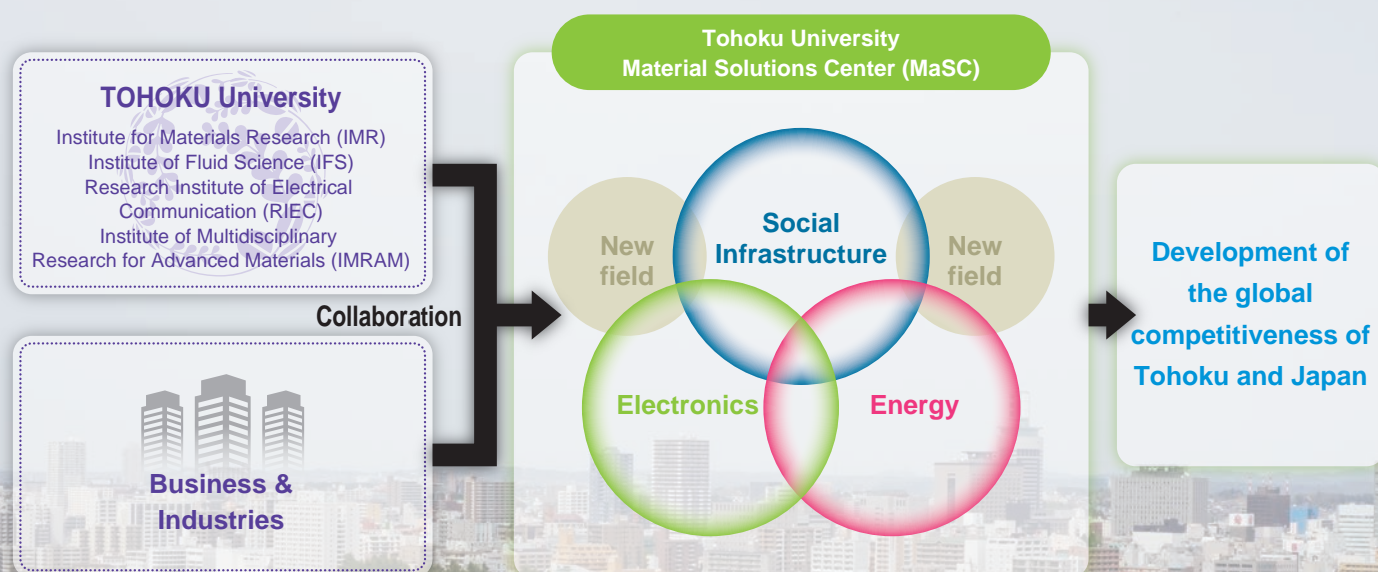 TOHOKU University
Institute for Materials Research (IMR)
Institute of Fluid Science (IFS)
Research Institute of Electrical
Communication (RIEC)
Institute of Multidisciplinary
Research for Advanced Materials (IMRAM)
Collaboration
Business &
Industries
Tohoku University
Material Solutions Center (MaSC)
New
field
Social
Infrastructure
New
field
Electronics
Energy
Development of
the global
competitiveness of
Tohoku and Japan